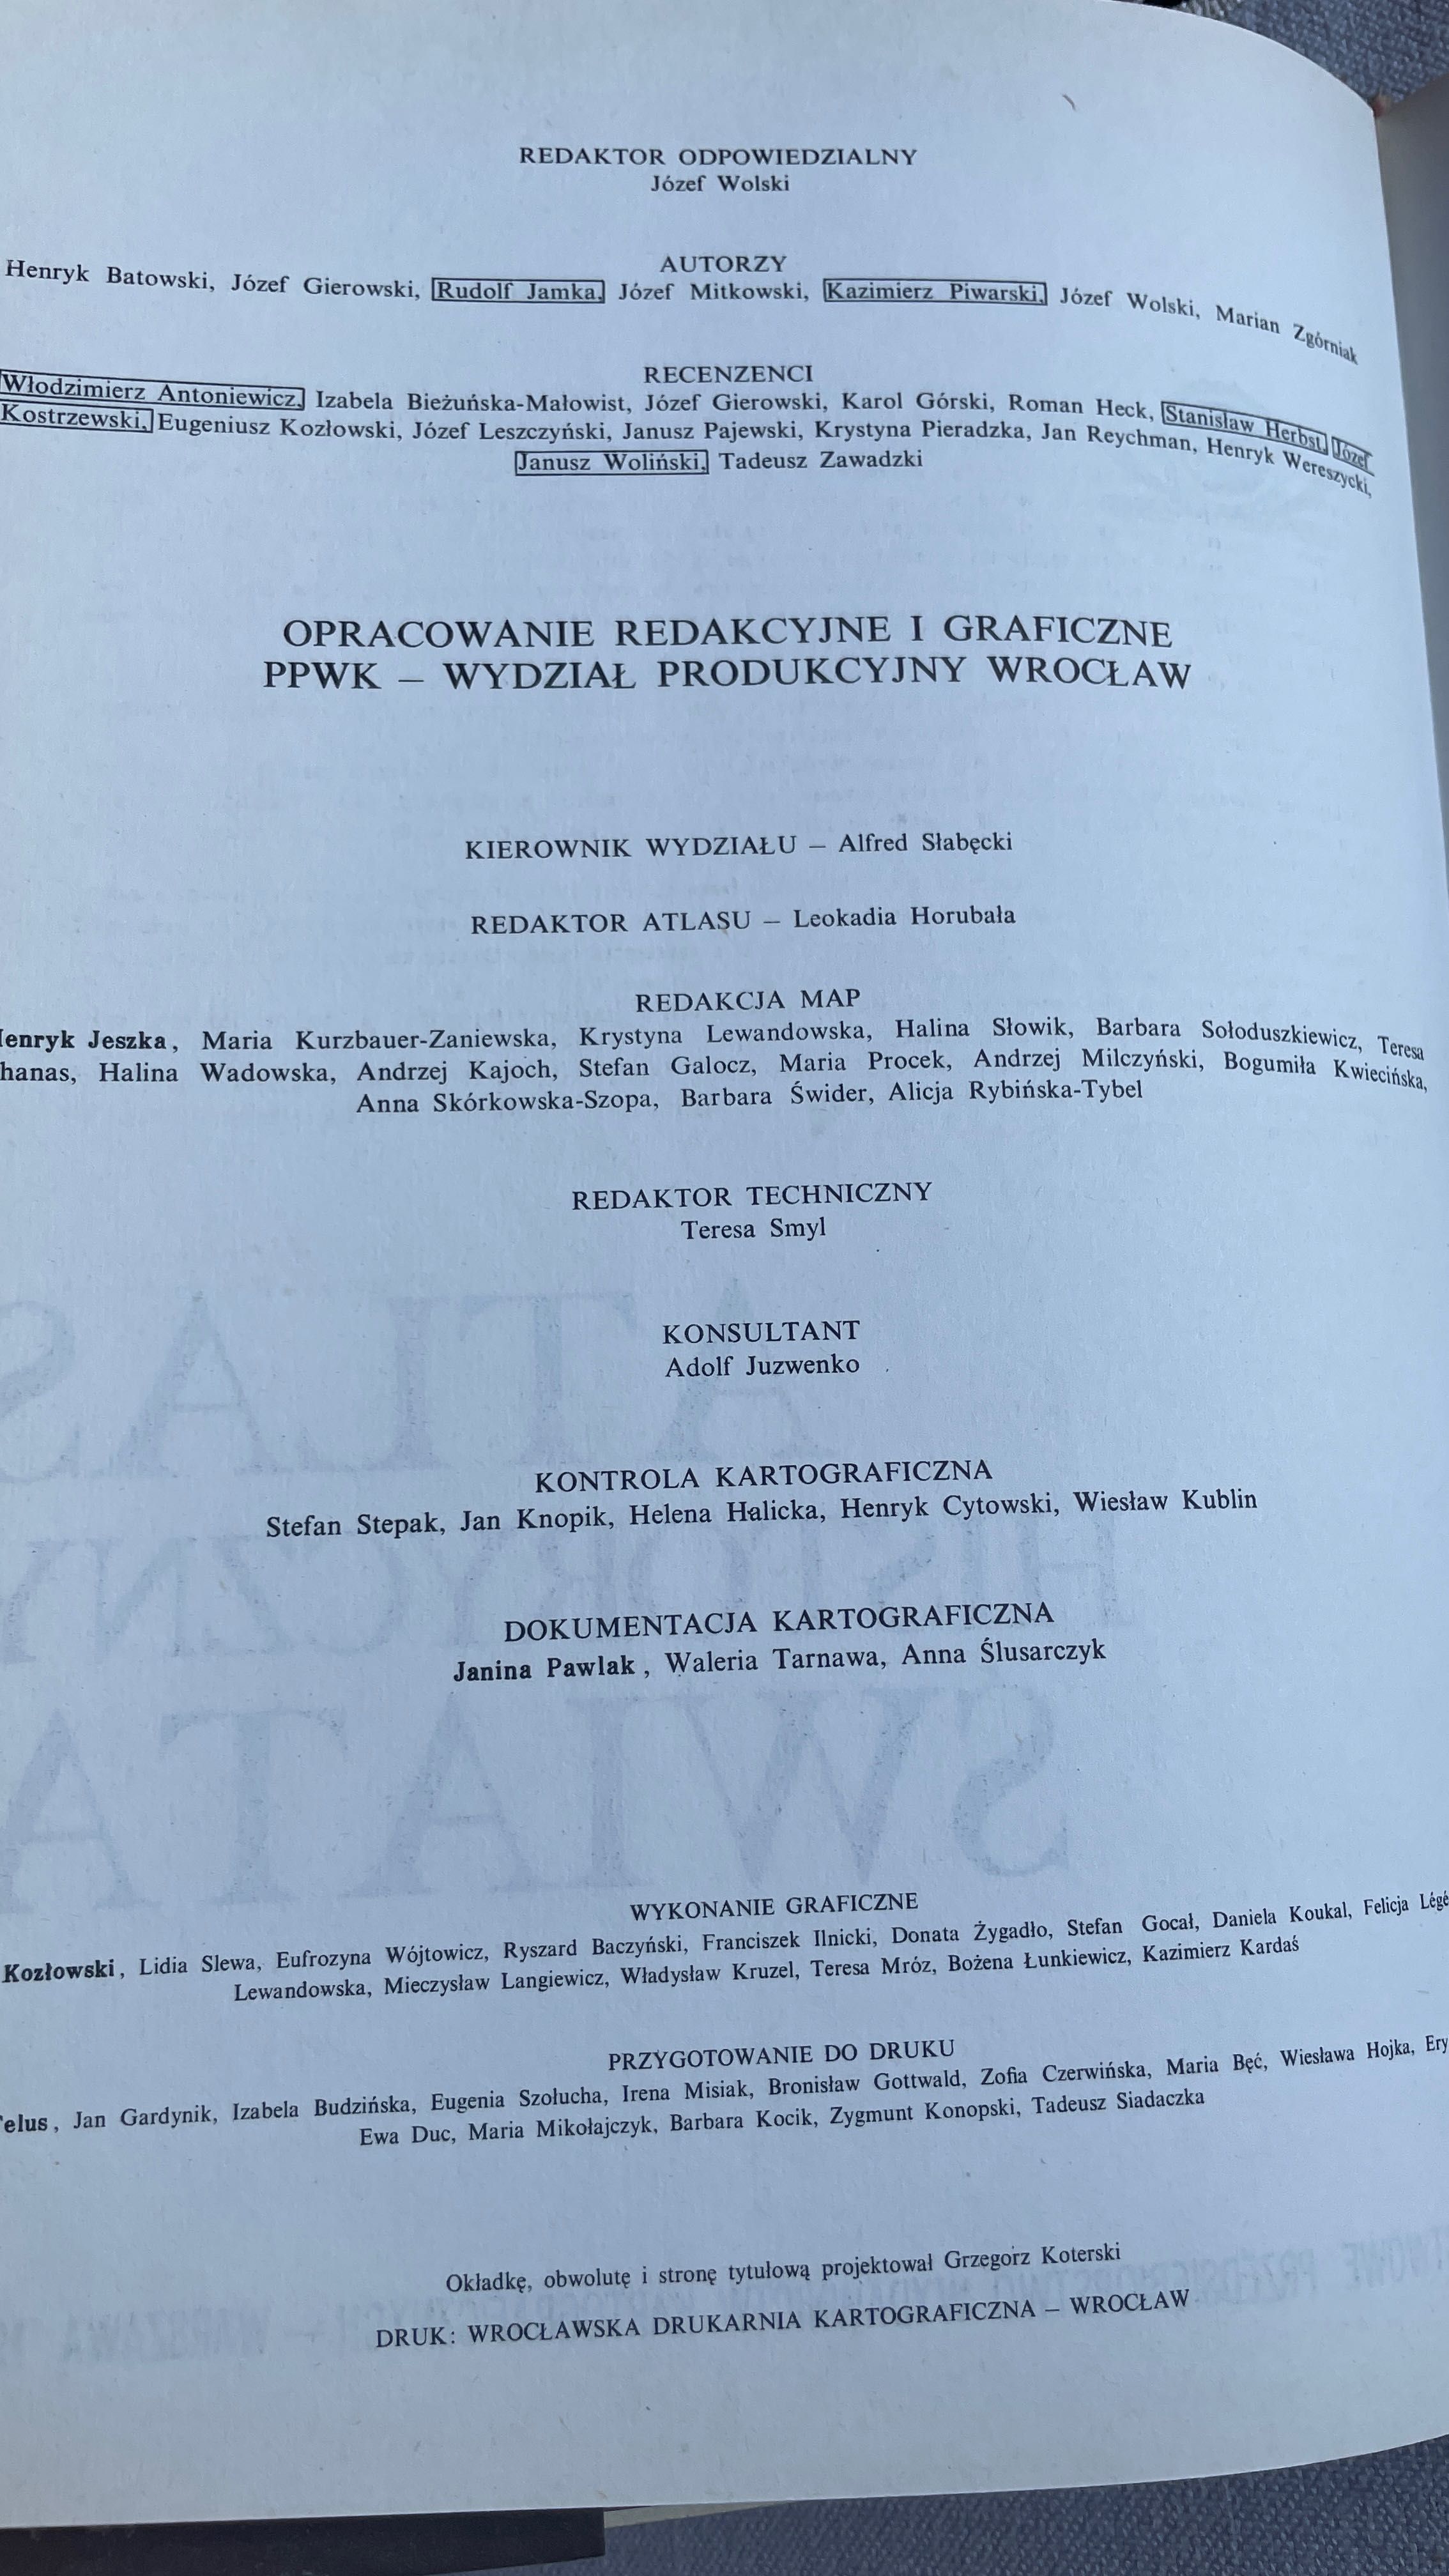 REDAKTOR ODPOWIEDZIALNY
Józef Wolski
AUTORZY
Henryk Batowski, Józef Gierowski, Rudolf Jamka, Józef Mitkowski, Kazimierz Piwarski, Józef Wolski, Marian Zgórniak
RECENZENCI
Włodzimierz Antoniewicz, Izabela Bieżuńska-Małowist, Józef Gierowski, Karol Górski, Roman Heck, Stanisław Herbst, Józef
Kostrzewski, Eugeniusz Kozłowski, Józef Leszczyński, Janusz Pajewski, Krystyna Pieradzka, Jan Reychman, Henryk Wereszycki,
Janusz Woliński, Tadeusz Zawadzki
OPRACOWANIE REDAKCYJNE I GRAFICZNE
PPWK – WYDZIAŁ PRODUKCYJNY WROCŁAW
KIEROWNIK WYDZIAŁU – Alfred Słabęcki
REDAKTOR ATLASU – Leokadia Horubała
REDAKCJA MAP
Jeszka, Maria Kurzbauer-Zaniewska, Krystyna Lewandowska, Halina Słowik, Barbara Sołoduszkiewicz, Teresa
Halina Wadowska, Andrzej Kajoch, Stefan Galocz, Maria Procek, Andrzej Milczyński, Bogumiła Kwiecińska,
Anna Skórkowska-Szopa, Barbara Świder, Alicja Rybińska-Tybel
REDAKTOR TECHNICZNY
Teresa Smyl
KONSULTANT
Adolf Juzwenko
KONTROLA KARTOGRAFICZNA
Stefan Stepak, Jan Knopik, Helena Halicka, Henryk Cytowski, Wiesław Kublin
DOKUMENTACJA KARTOGRAFICZNA
Janina Pawlak, Waleria Tarnawa, Anna Ślusarczyk
WYKONANIE GRAFICZNE
Kozłowski, Lidia Slewa, Eufrozyna Wójtowicz, Ryszard Baczyński, Franciszek Ilnicki, Donata Żygadło, Stefan Gocał, Daniela Koukal, Felicja
Lewandowska, Mieczysław Langiewicz, Władysław Kruzel, Teresa Mróz, Bożena Łunkiewicz, Kazimierz Kardaś
PRZYGOTOWANIE DO DRUKU
Jan Gardynik, Izabela Budzińska, Eugenia Szołucha, Irena Misiak, Bronisław Gottwald, Zofia Czerwińska, Maria Bęć, Wiesława Hojka,
Ewa Duc, Maria Mikołajczyk, Barbara Kocik, Zygmunt Konopski, Tadeusz Siadaczka
Okładkę, obwolutę i stronę tytułową projektował Grzegorz Koterski
DRUK: WROCŁAWSKA DRUKARNIA KARTOGRAFICZNA – WROCŁAW